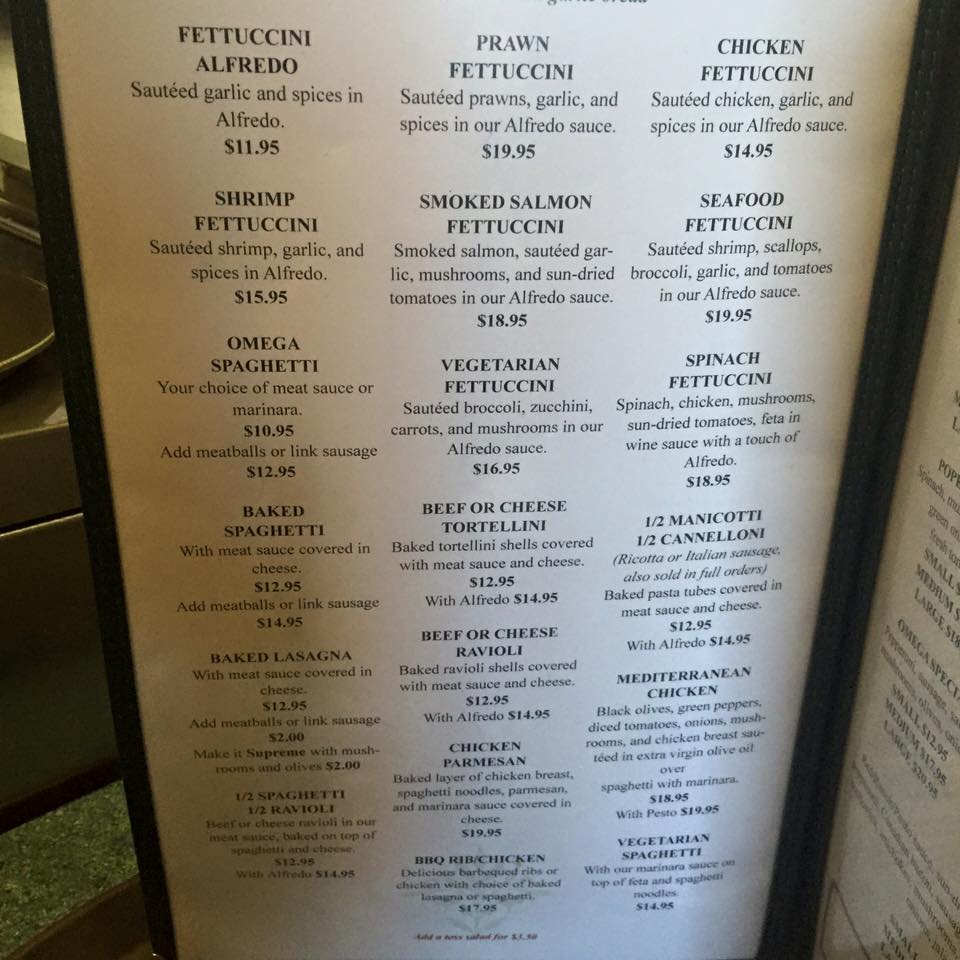 garlic bread
FETTUCCINI
ALFREDO
Sautéed garlic and spices in
Alfredo.
$11.95
SHRIMP
FETTUCCINI
Sautéed shrimp, garlic, and
spices in Alfredo.
$15.95
OMEGA
SPAGHETTI
Your choice of meat sauce or
marinara.
$10.95
Add meatballs or link sausage
$12.95
BAKED
SPAGHETTI
With meat sauce covered in
cheese.
$12.95
Add meatballs or link sausage
$14.95
BAKED LASAGNA
With meat sauce covered in
cheese.
$12.95
Add meatballs or link sausage
$2.00
Make it Supreme with mush-
rooms and olives $2.00
1/2 SPAGHETTI
1/2 RAVIOLI
Beef or cheese ravioli in our
meat sauce, baked on top of
spaghetti and cheese.
$12.95
With Alfredo $14.95
PRAWN
FETTUCCINI
Sautéed prawns, garlic, and
spices in our Alfredo sauce.
$19.95
SMOKED SALMON
FETTUCCINI
Smoked salmon, sautéed gar-
lic, mushrooms, and sun-dried
tomatoes in our Alfredo sauce.
$18.95
VEGETARIAN
FETTUCCINI
Sautéed broccoli, zucchini,
carrots, and mushrooms in our
Alfredo sauce.
$16.95
BEEF OR CHEESE
TORTELLINI
Baked tortellini shells covered
with meat sauce and cheese.
$12.95
With Alfredo $14.95
BEEF OR CHEESE
RAVIOLI
Baked ravioli shells covered
with meat sauce and cheese.
$12.95
With Alfredo $14.95
CHICKEN
PARMESAN
Baked layer of chicken breast,
spaghetti noodles, parmesan,
and marinara sauce covered in
cheese.
$19.95
BBQ RIB/CHICKEN
Delicious barbequed ribs or
chicken with choice of baked
lasagna or spaghetti.
$17.95
Add a toss salad for $3.50
CHICKEN
FETTUCCINI
Sautéed chicken, garlic, and
spices in our Alfredo sauce.
$14.95
SEAFOOD
FETTUCCINI
Sautéed shrimp, scallops,
broccoli, garlic, and tomatoes
in our Alfredo sauce.
$19.95
SPINACH
FETTUCCINI
Spinach, chicken, mushrooms,
sun-dried tomatoes, feta in
wine sauce with a touch of
Alfredo.
$18.95
1/2 MANICOTTI
1/2 CANNELLONI
(Ricotta or Italian sausage,
also sold in full orders)
Baked pasta tubes covered in
meat sauce and cheese.
$12.95
With Alfredo $14.95
MEDITERRANEAN
CHICKEN
Black olives, green peppers,
diced tomatoes, onions, mush-
rooms, and chicken breast sau-
téed in extra virgin olive oil
over
spaghetti with marinara.
$18.95
With Pesto $19.95
VEGETARIAN
SPAGHETTI
With our marinara sauce on
top of feta and spaghetti
noodles.
$14.95
Spinach,
green
fresh
SMALL
MEDIUM
LARGE
OMEGA
Pepperoni, sausage,
SMALL $12.95
MEDIUM $17.95
LARGE $20.95